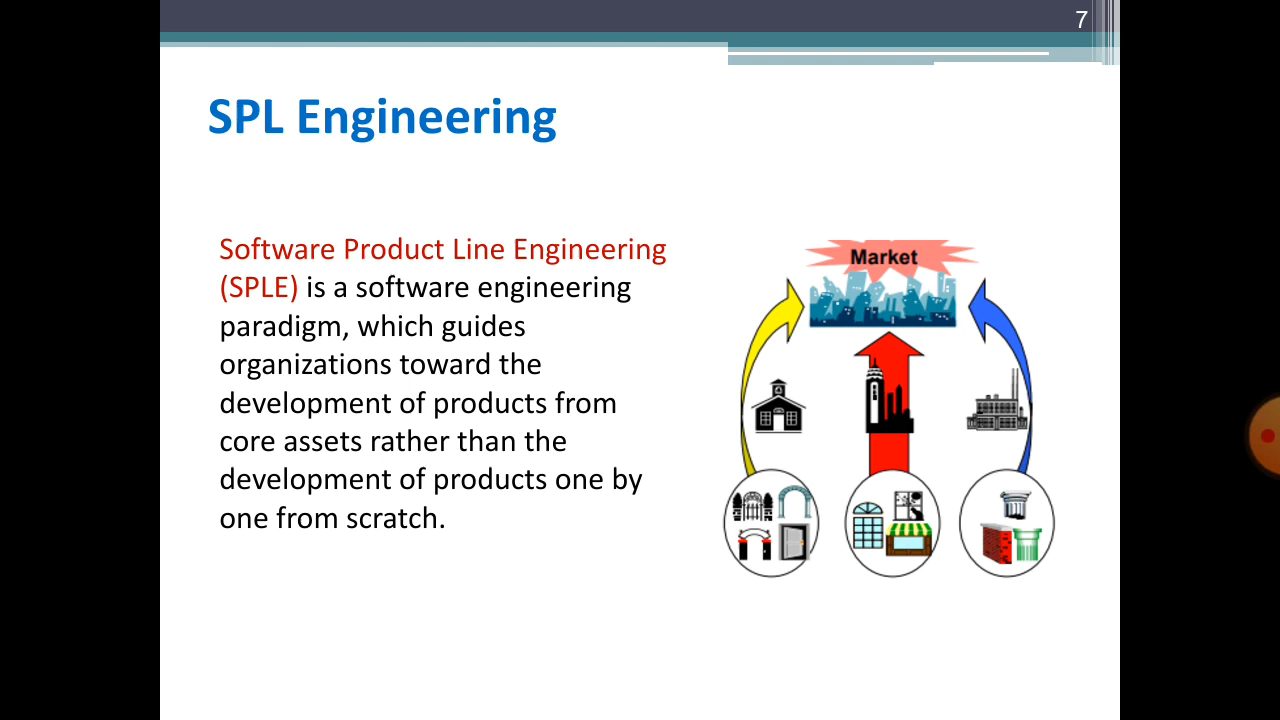 7
SPL Engineering
Software Product Line Engineering
(SPLE) is a software engineering
paradigm, which guides
organizations toward the
development of products from
core assets rather than the
development of products one by
one from scratch.
Market